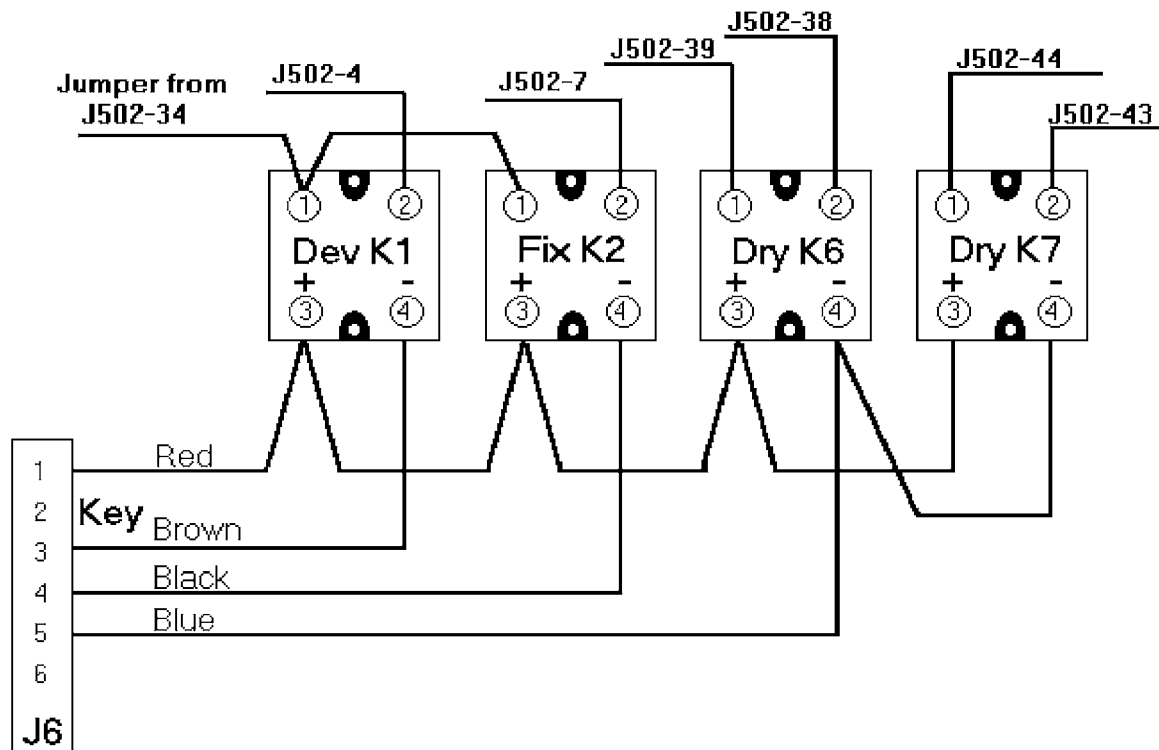 J502-38
J502-39
J502-44
J502-4
J502-7
Jumper from
J502-34
J502-43
1 2 1 2 1 2 1 2
Dev K1 Fix K2 Dry K6 Dry K7
+ - + - + - + -
3 4 3 4 3 4 3 4
1 Red
2 Key
3 Brown
4 Black
5 Blue
6
J6